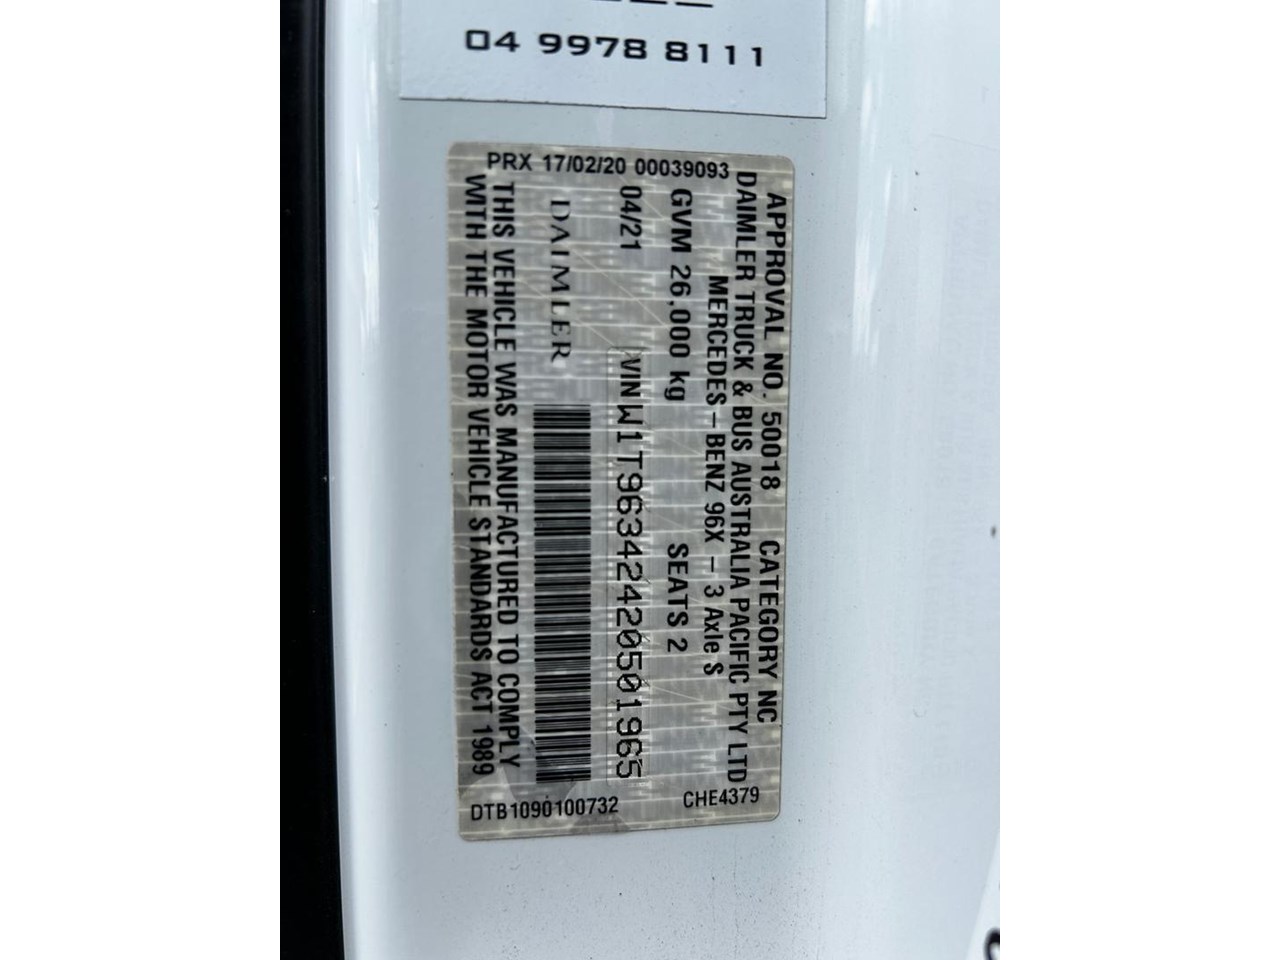 04 9978 8111
PRX 17/02/20 00039093
APPROVAL NO. 50018 CATEGORY NC
DAIMLER TRUCK & BUS AUSTRALIA PACIFIC PTY LTD
MERCEDES-BENZ 96X - 3 Axle S
GVM 26,000 kg SEATS 2
04/21 VIN W1T96342420501965
DAIMLER
THIS VEHICLE WAS MANUFACTURED TO COMPLY
WITH THE MOTOR VEHICLE STANDARDS ACT 1989
DTB1090100732 CHE4379